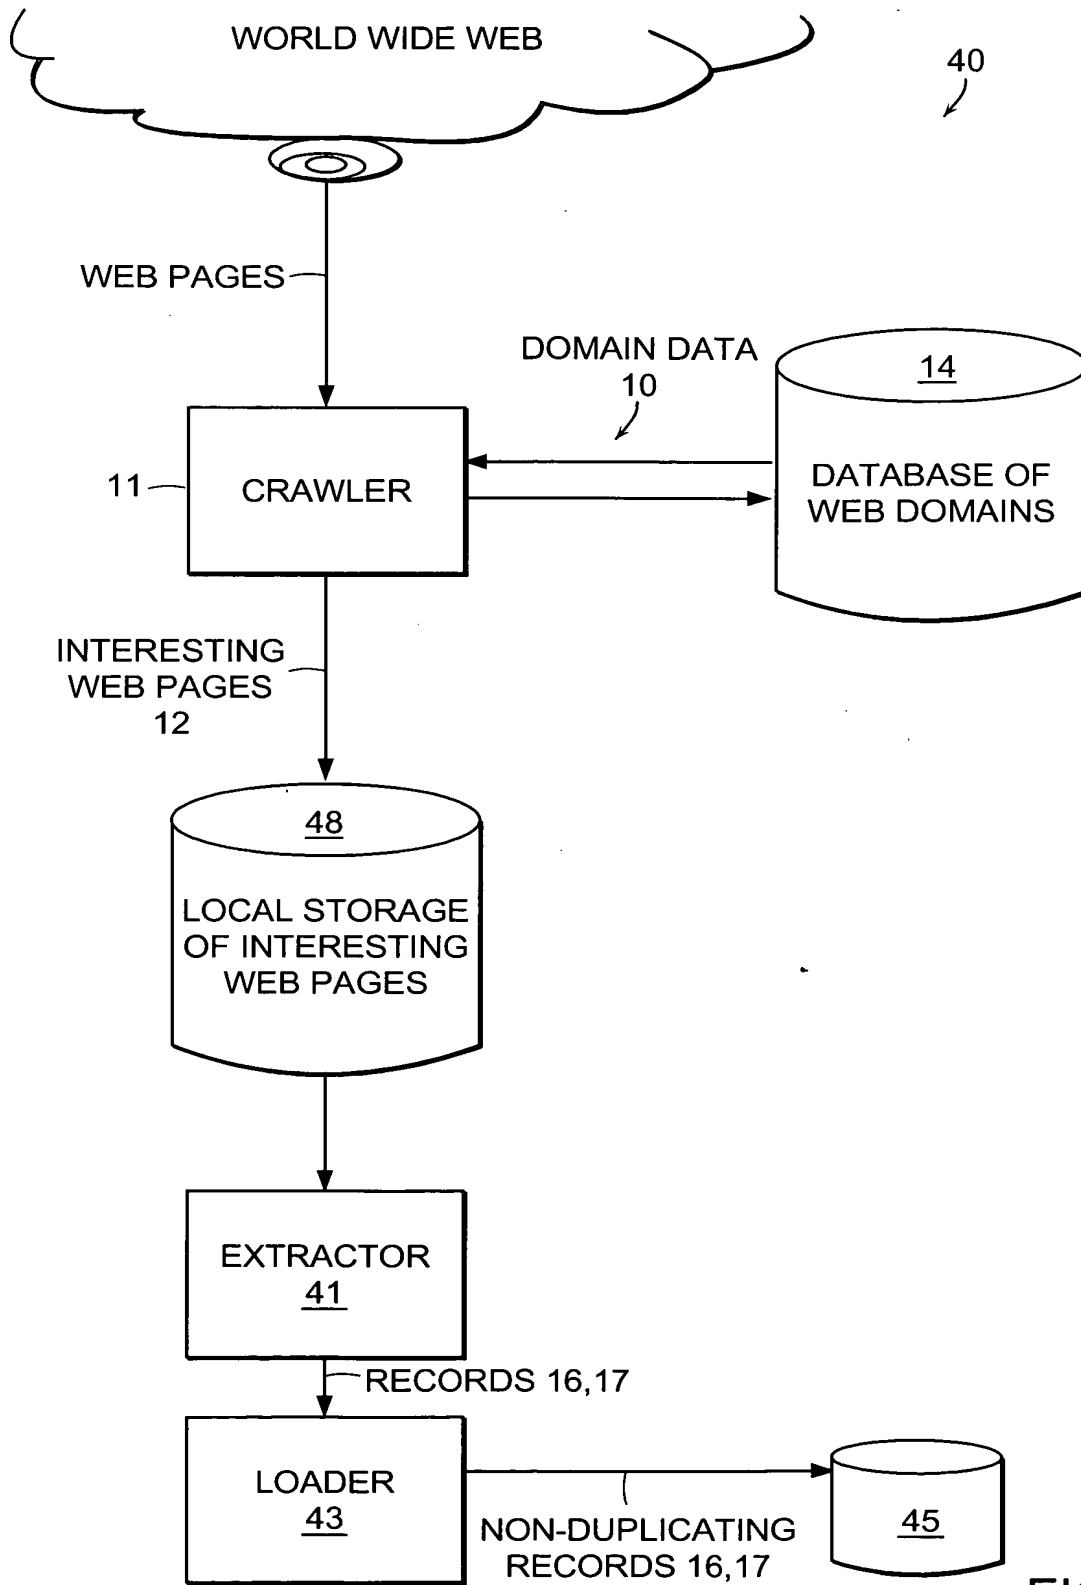 WORLD WIDE WEB
40
WEB PAGES
DOMAIN DATA
10
14
DATABASE OF
WEB DOMAINS
11
CRAWLER
INTERESTING
WEB PAGES
12
48
LOCAL STORAGE
OF INTERESTING
WEB PAGES
EXTRACTOR
41
RECORDS 16,17
LOADER
43
NON-DUPLICATING
RECORDS 16,17
45